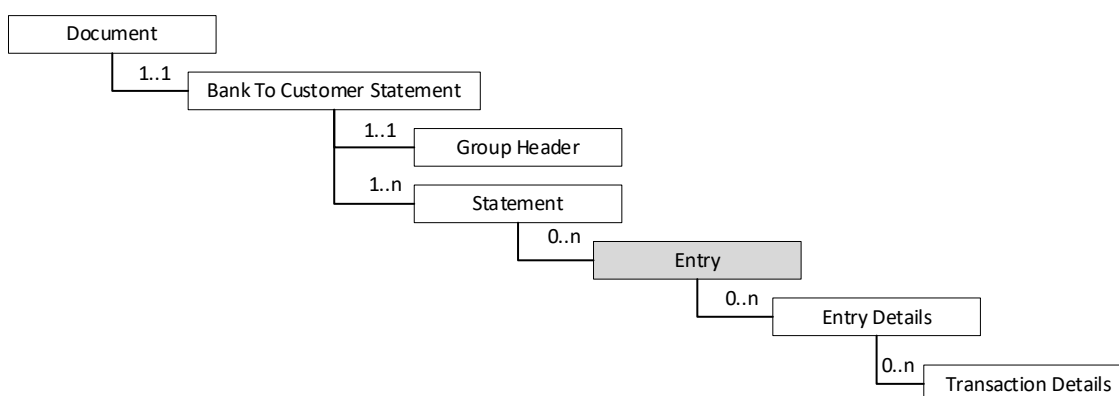 Document
1..1
Bank To Customer Statement
1..1
Group Header
1..n
Statement
0..n
Entry
0..n
Entry Details
0..n
Transaction Details